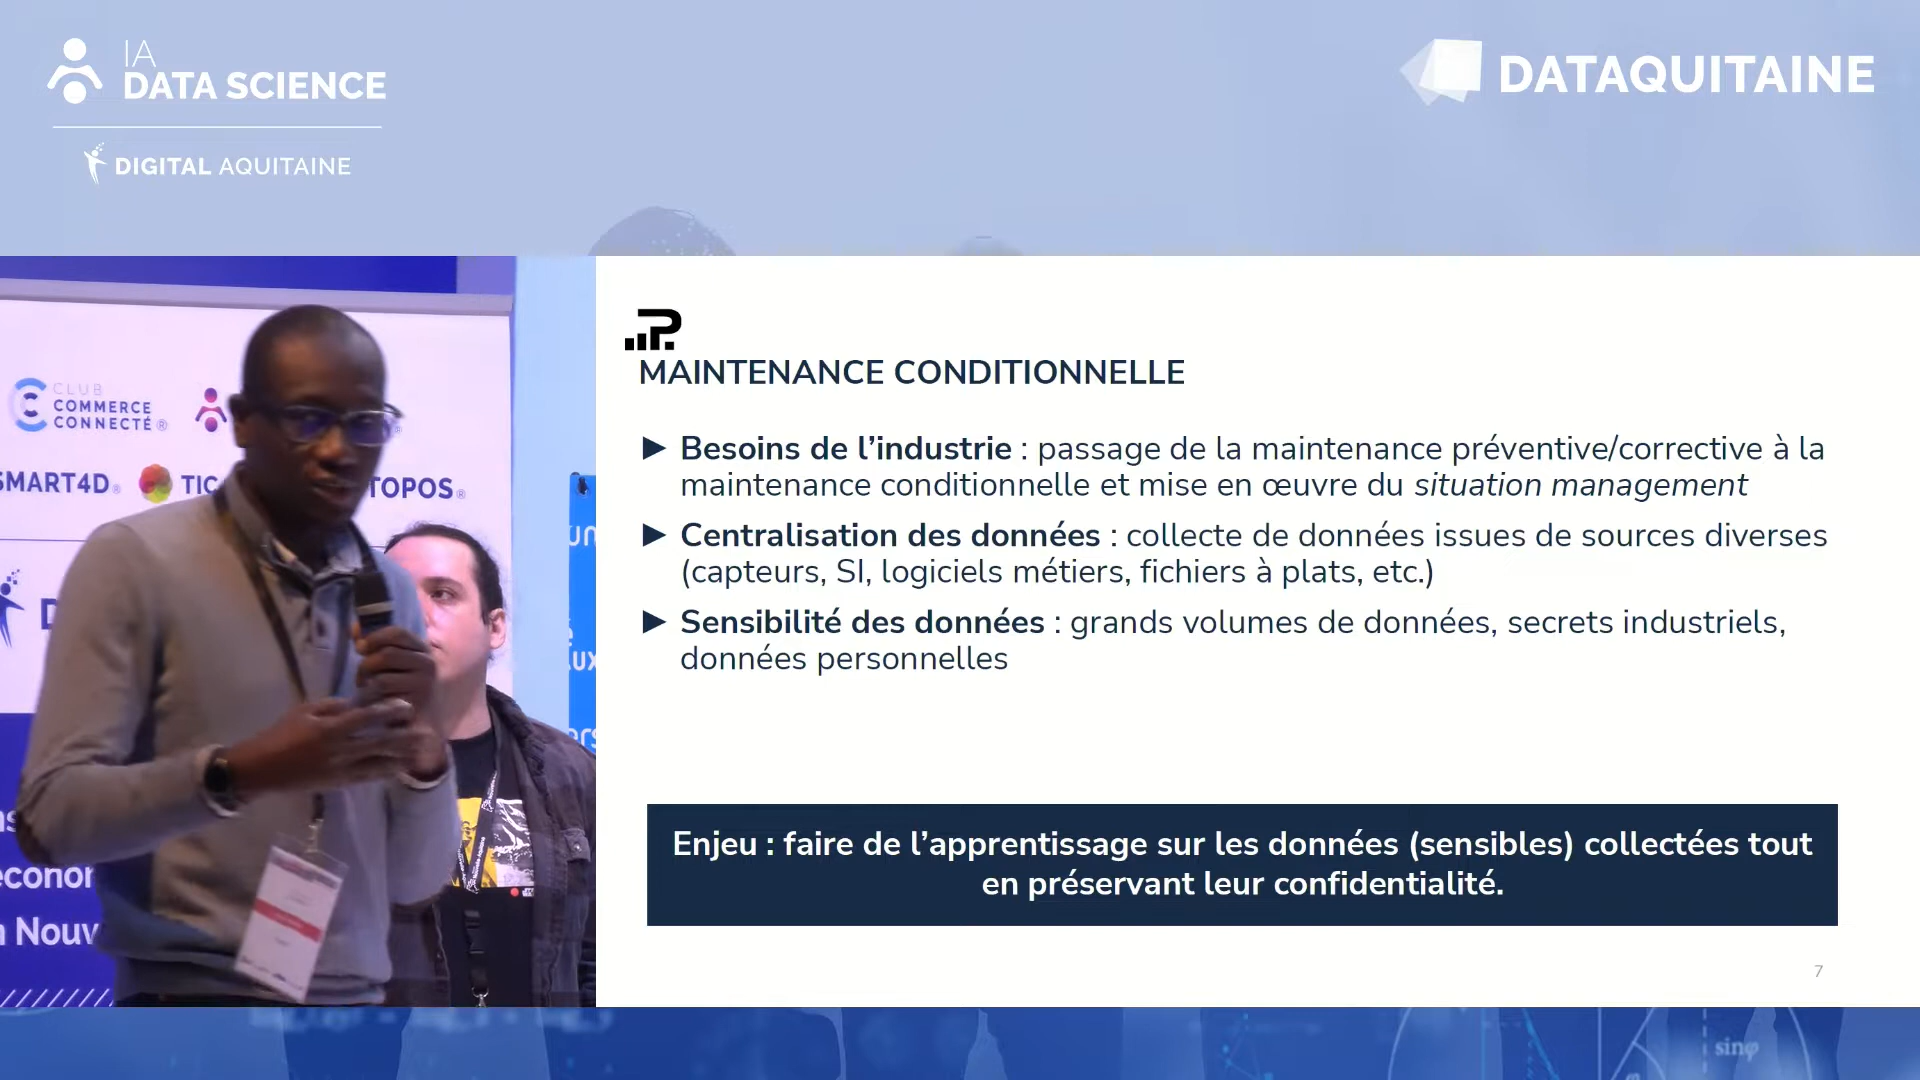 IA
DATA SCIENCE
DIGITAL AQUITAINE
DATAQUITAINE
CLUB
COMMERCE
CONNECTÉ®
SMART4D®
TIC
TOPOS®
MAINTENANCE CONDITIONNELLE
► Besoins de l’industrie : passage de la maintenance préventive/corrective à la
maintenance conditionnelle et mise en œuvre du situation management
► Centralisation des données : collecte de données issues de sources diverses
(capteurs, SI, logiciels métiers, fichiers à plats, etc.)
► Sensibilité des données : grands volumes de données, secrets industriels,
données personnelles
Enjeu : faire de l’apprentissage sur les données (sensibles) collectées tout
en préservant leur confidentialité.
7
sinφ